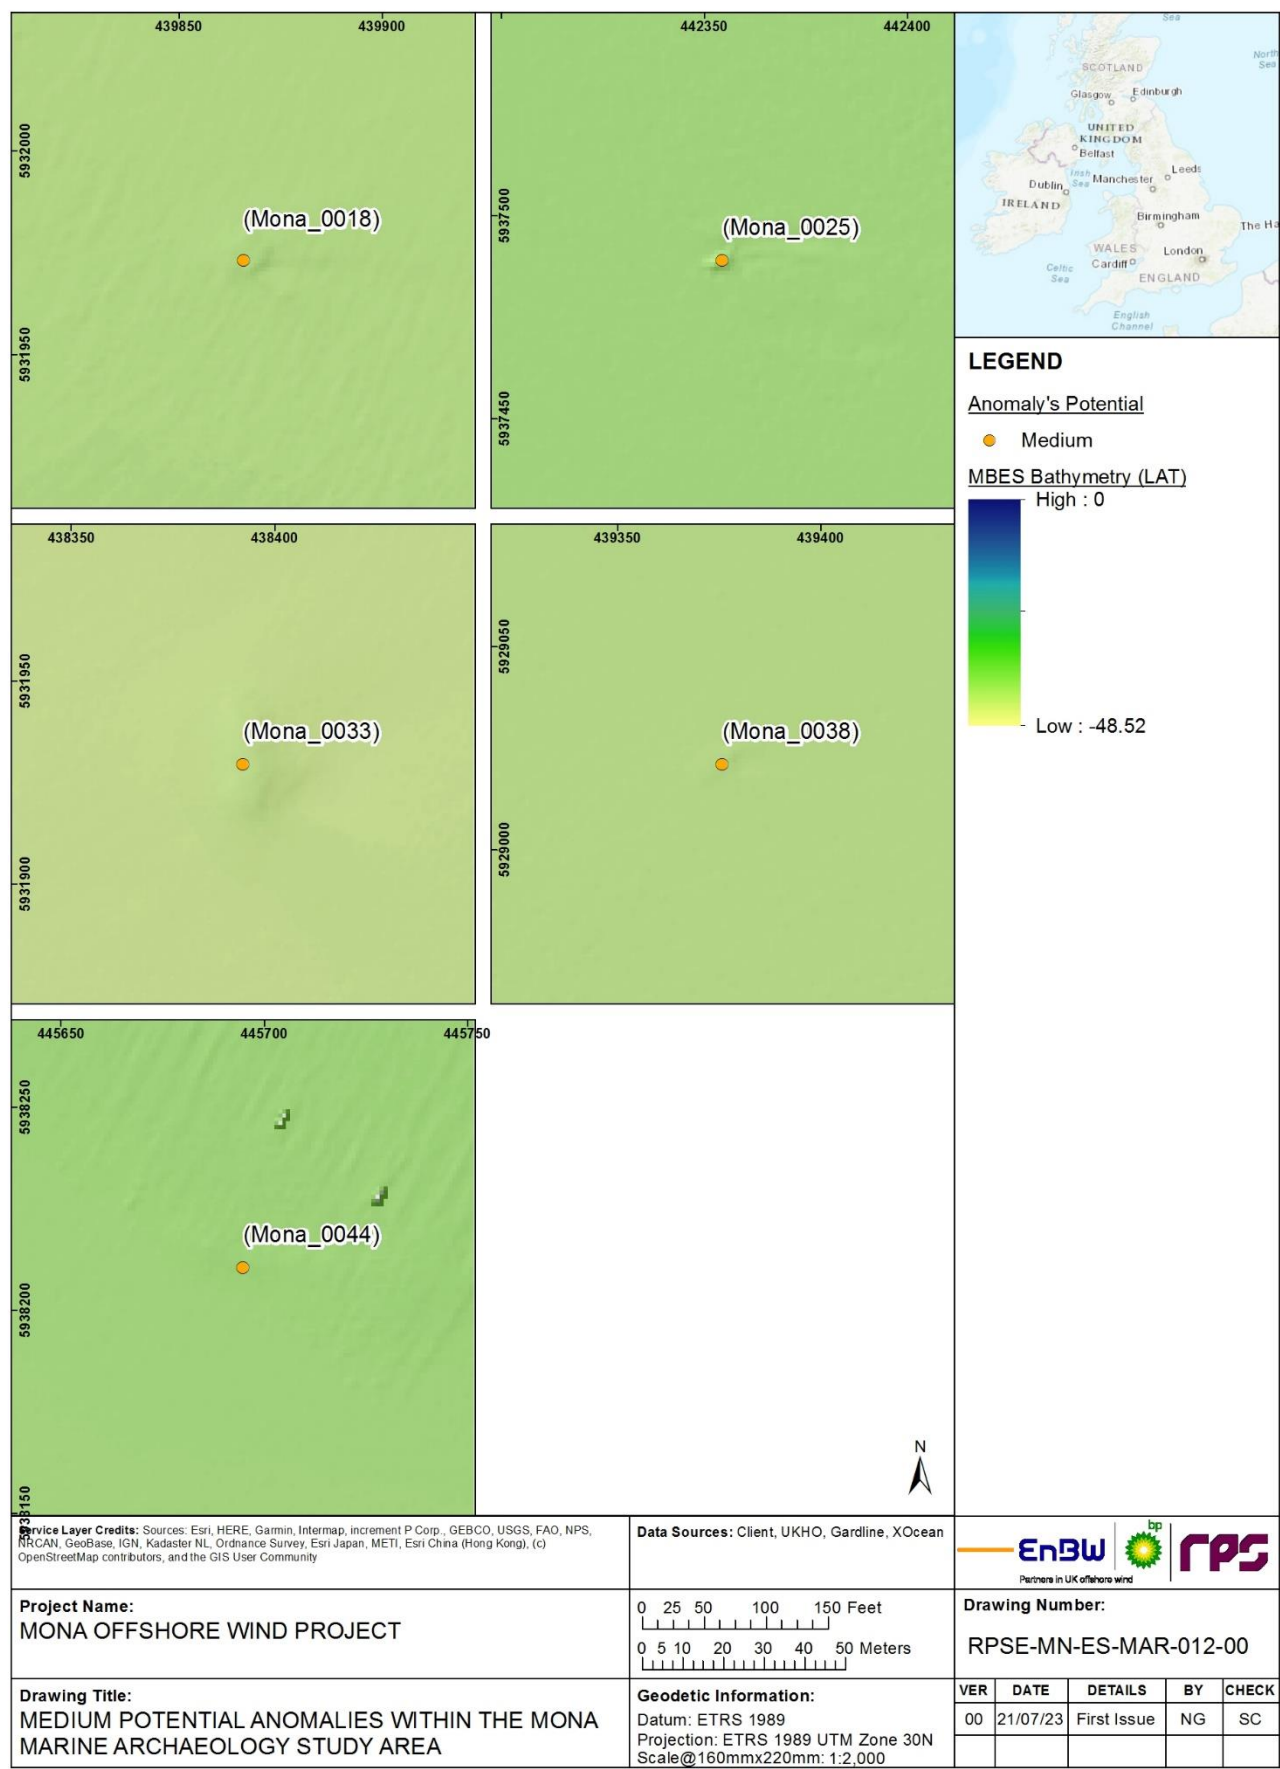 439850
439900
5932000
5931950
(Mona_0018)
442350
442400
5937500
5937450
(Mona_0025)
438350
438400
5931950
5931900
(Mona_0033)
439350
439400
5929050
5929000
(Mona_0038)
445650
445700
445750
5938250
5938200
(Mona_0044)
N
Sea
North
Sea
SCOTLAND
Glasgow
Edinburgh
UNITED
KINGDOM
Belfast
Irish
Sea
Dublin
Manchester
Leeds
IRELAND
Birmingham
The Ha
WALES
London
Cardiff
Celtic
Sea
ENGLAND
English
Channel
LEGEND
Anomaly's Potential
Medium
MBES Bathymetry (LAT)
High : 0
Low : -48.52
Service Layer Credits: Sources: Esri, HERE, Garmin, Intermap, increment P Corp., GEBCO, USGS, FAO, NPS,
NRCAN, GeoBase, IGN, Kadaster NL, Ordnance Survey, Esri Japan, METI, Esri China (Hong Kong), (c)
OpenStreetMap contributors, and the GIS User Community
Data Sources: Client, UKHO, Gardline, XOcean
EnBW
bp
rps
Partners in UK offshore wind
Project Name:
MONA OFFSHORE WIND PROJECT
0 25 50 100 150 Feet
0 5 10 20 30 40 50 Meters
Drawing Number:
RPSE-MN-ES-MAR-012-00
Drawing Title:
MEDIUM POTENTIAL ANOMALIES WITHIN THE MONA
MARINE ARCHAEOLOGY STUDY AREA
Geodetic Information:
Datum: ETRS 1989
Projection: ETRS 1989 UTM Zone 30N
Scale@160mmx220mm: 1:2,000
VER DATE DETAILS BY CHECK
00 21/07/23 First Issue NG SC